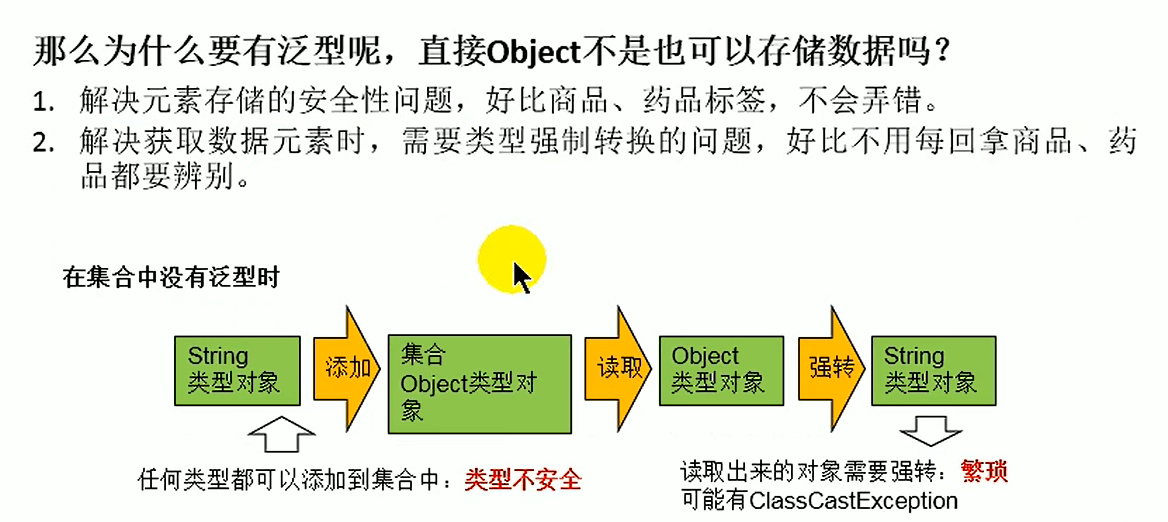 那么为什么要有泛型呢，直接Object不是也可以存储数据吗？
1. 解决元素存储的安全性问题，好比商品、药品标签，不会弄错。
2. 解决获取数据元素时，需要类型强制转换的问题，好比不用每回拿商品、药
品都要辨别。
在集合中没有泛型时
String
类型对象
添加
集合
Object类型对
象
读取
Object
类型对象
强转
String
类型对象
任何类型都可以添加到集合中：类型不安全
读取出来的对象需要强转：繁琐
可能有ClassCastException